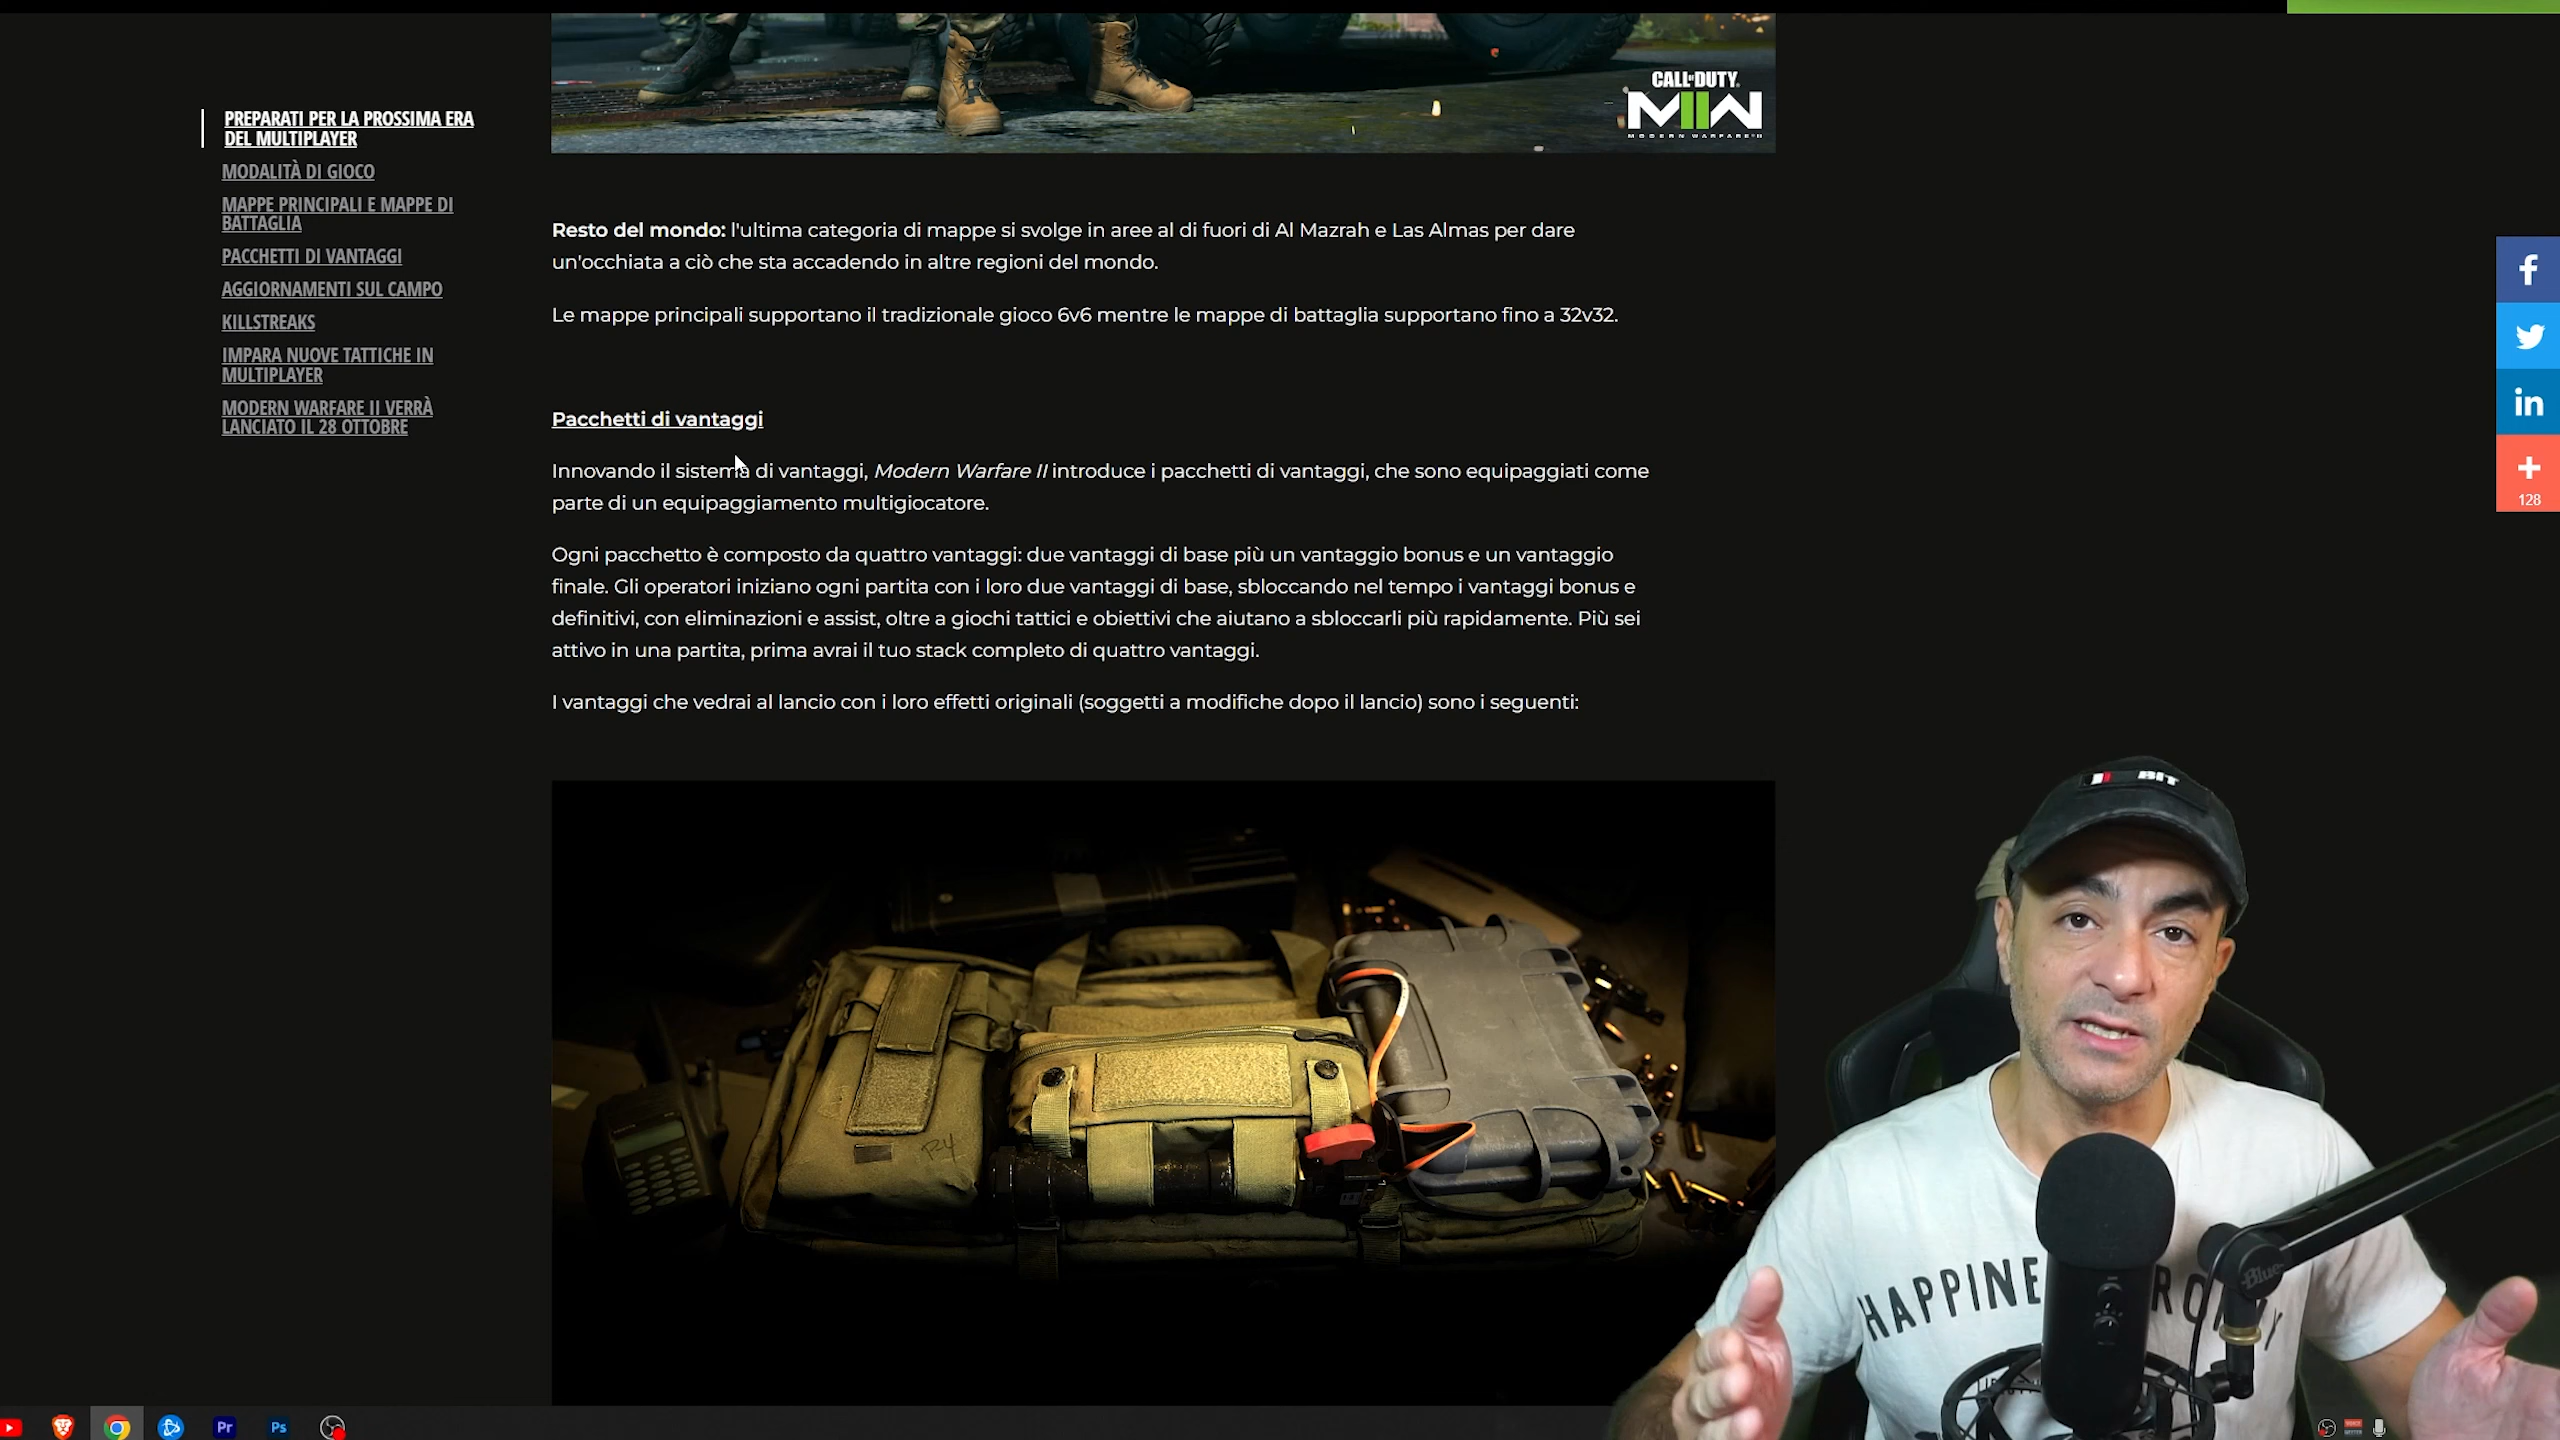 CALL OF DUTY
MWII
MODERN WARFARE II
PREPARATI PER LA PROSSIMA ERA
DEL MULTIPLAYER
MODALITÀ DI GIOCO
MAPPE PRINCIPALI E MAPPE DI
BATTAGLIA
PACCHETTI DI VANTAGGI
AGGIORNAMENTI SUL CAMPO
KILLSTREAKS
IMPARA NUOVE TATTICHE IN
MULTIPLAYER
MODERN WARFARE II VERRÀ
LANCIATO IL 28 OTTOBRE
Resto del mondo: l'ultima categoria di mappe si svolge in aree al di fuori di Al Mazrah e Las Almas per dare
un'occhiata a ciò che sta accadendo in altre regioni del mondo.
Le mappe principali supportano il tradizionale gioco 6v6 mentre le mappe di battaglia supportano fino a 32v32.
Pacchetti di vantaggi
Innovando il sistema di vantaggi, Modern Warfare II introduce i pacchetti di vantaggi, che sono equipaggiati come
parte di un equipaggiamento multigiocatore.
Ogni pacchetto è composto da quattro vantaggi: due vantaggi di base più un vantaggio bonus e un vantaggio
finale. Gli operatori iniziano ogni partita con i loro due vantaggi di base, sbloccando nel tempo i vantaggi bonus e
definitivi, con eliminazioni e assist, oltre a giochi tattici e obiettivi che aiutano a sbloccarli più rapidamente. Più sei
attivo in una partita, prima avrai il tuo stack completo di quattro vantaggi.
I vantaggi che vedrai al lancio con i loro effetti originali (soggetti a modifiche dopo il lancio) sono i seguenti:
f
in
+
128
BIT
HAPPINE
Blue
Pr
Ps